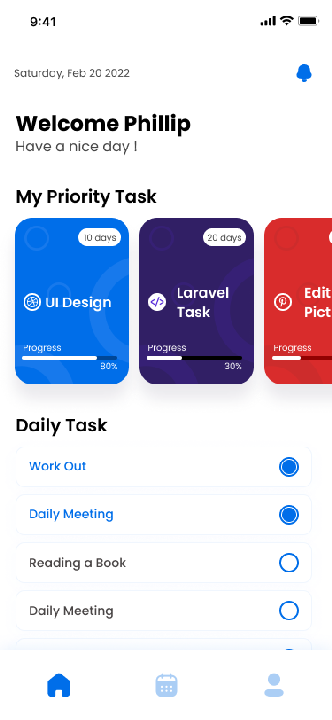 9:41
Saturday, Feb 20 2022
Welcome Phillip
Have a nice day !
My Priority Task
10 days
UI Design
Progress
80%
20 days
Laravel
Task
Progress
30%
Edit
Pict
Progress
Daily Task
Work Out
Daily Meeting
Reading a Book
Daily Meeting